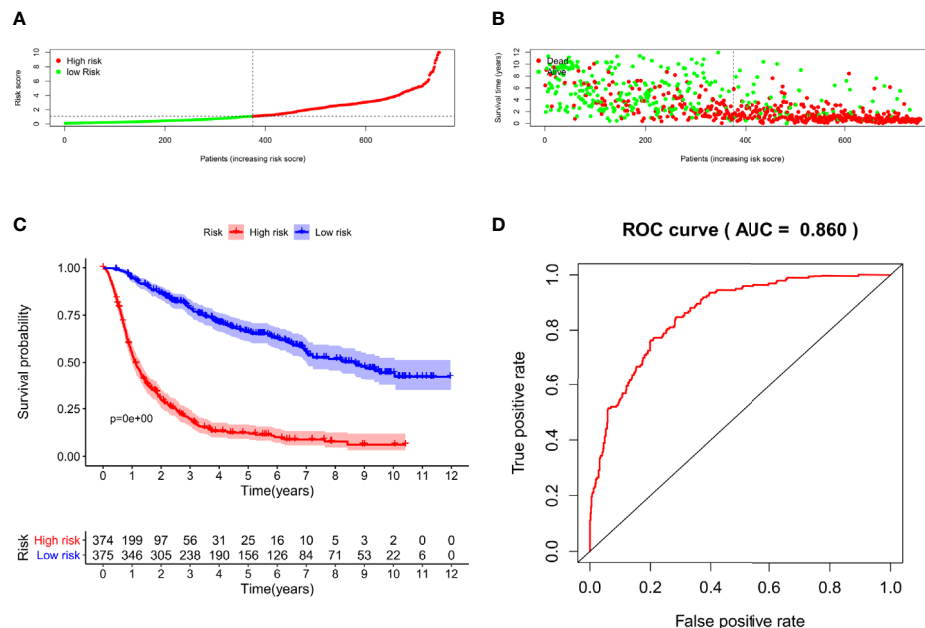 A
10
8
6
4
2
0
Risk score
High risk
low Risk
0 200 400 600
Patients (increasing risk socre)
B
12
10
8
6
4
2
0
Survival time (years)
Dead
Alive
0 200 400 600
Patients (increasing isk socre)
C
Risk High risk Low risk
1.00
0.75
0.50
0.25
0.00
Survival probability
p=0e+00
0 1 2 3 4 5 6 7 8 9 10 11 12
Time(years)
Risk
High risk 374 199 97 56 31 25 16 10 5 3 2 0 0
Low risk 375 346 305 238 190 156 126 84 71 53 22 6 0
0 1 2 3 4 5 6 7 8 9 10 11 12
Time(years)
D
ROC curve ( AUC = 0.860 )
1.0
0.8
0.6
0.4
0.2
0.0
True positive rate
0.0 0.2 0.4 0.6 0.8 1.0
False positive rate